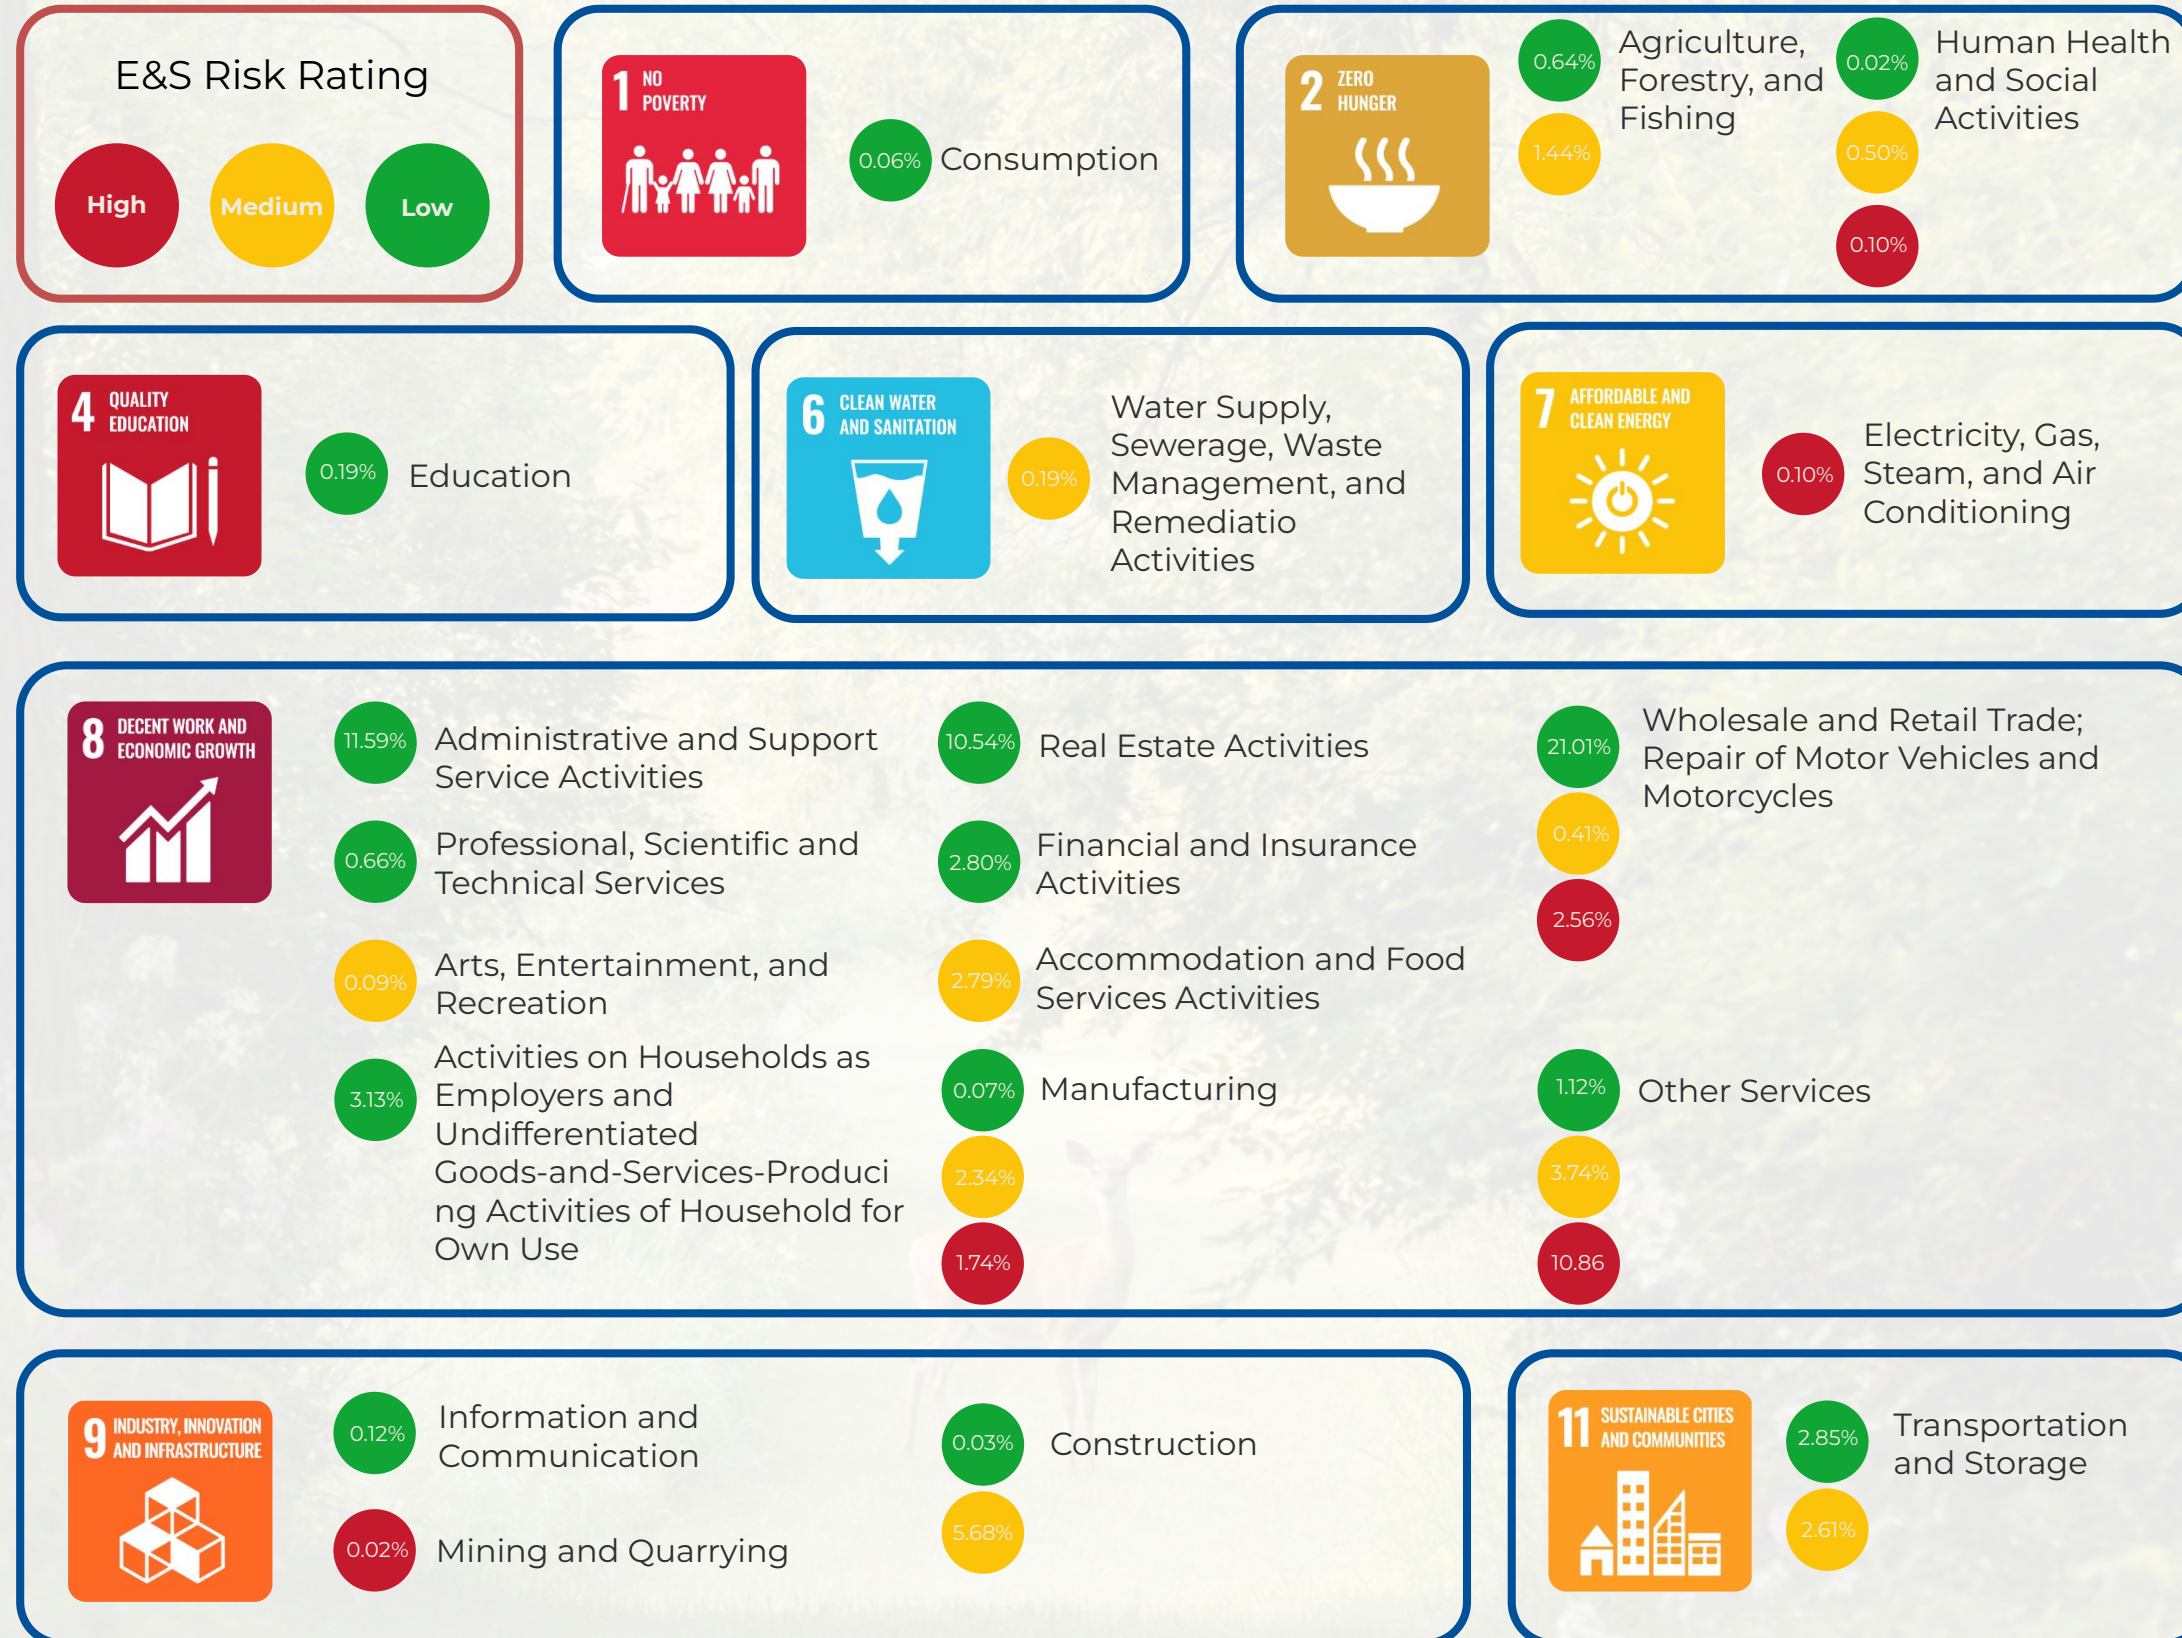 E&S Risk Rating
High
Medium
Low
1 NO
POVERTY
0.06%
Consumption
2 ZERO
HUNGER
0.64%
1.44%
Agriculture,
Forestry, and
Fishing
0.02%
0.50%
0.10%
Human Health
and Social
Activities
4 QUALITY
EDUCATION
0.19%
Education
6 CLEAN WATER
AND SANITATION
0.19%
Water Supply,
Sewerage, Waste
Management, and
Remediatio
Activities
7 AFFORDABLE AND
CLEAN ENERGY
0.10%
Electricity, Gas,
Steam, and Air
Conditioning
8 DECENT WORK AND
ECONOMIC GROWTH
11.59%
Administrative and Support
Service Activities
0.66%
Professional, Scientific and
Technical Services
0.09%
Arts, Entertainment, and
Recreation
3.13%
Activities on Households as
Employers and
Undifferentiated
Goods-and-Services-Produci
ng Activities of Household for
Own Use
10.54%
Real Estate Activities
2.80%
Financial and Insurance
Activities
2.79%
Accommodation and Food
Services Activities
0.07%
Manufacturing
2.34%
1.74%
21.01%
Wholesale and Retail Trade;
Repair of Motor Vehicles and
Motorcycles
0.41%
2.56%
1.12%
Other Services
3.74%
10.86
9 INDUSTRY, INNOVATION
AND INFRASTRUCTURE
0.12%
Information and
Communication
0.02%
Mining and Quarrying
0.03%
Construction
5.68%
11 SUSTAINABLE CITIES
AND COMMUNITIES
2.85%
Transportation
and Storage
2.61%